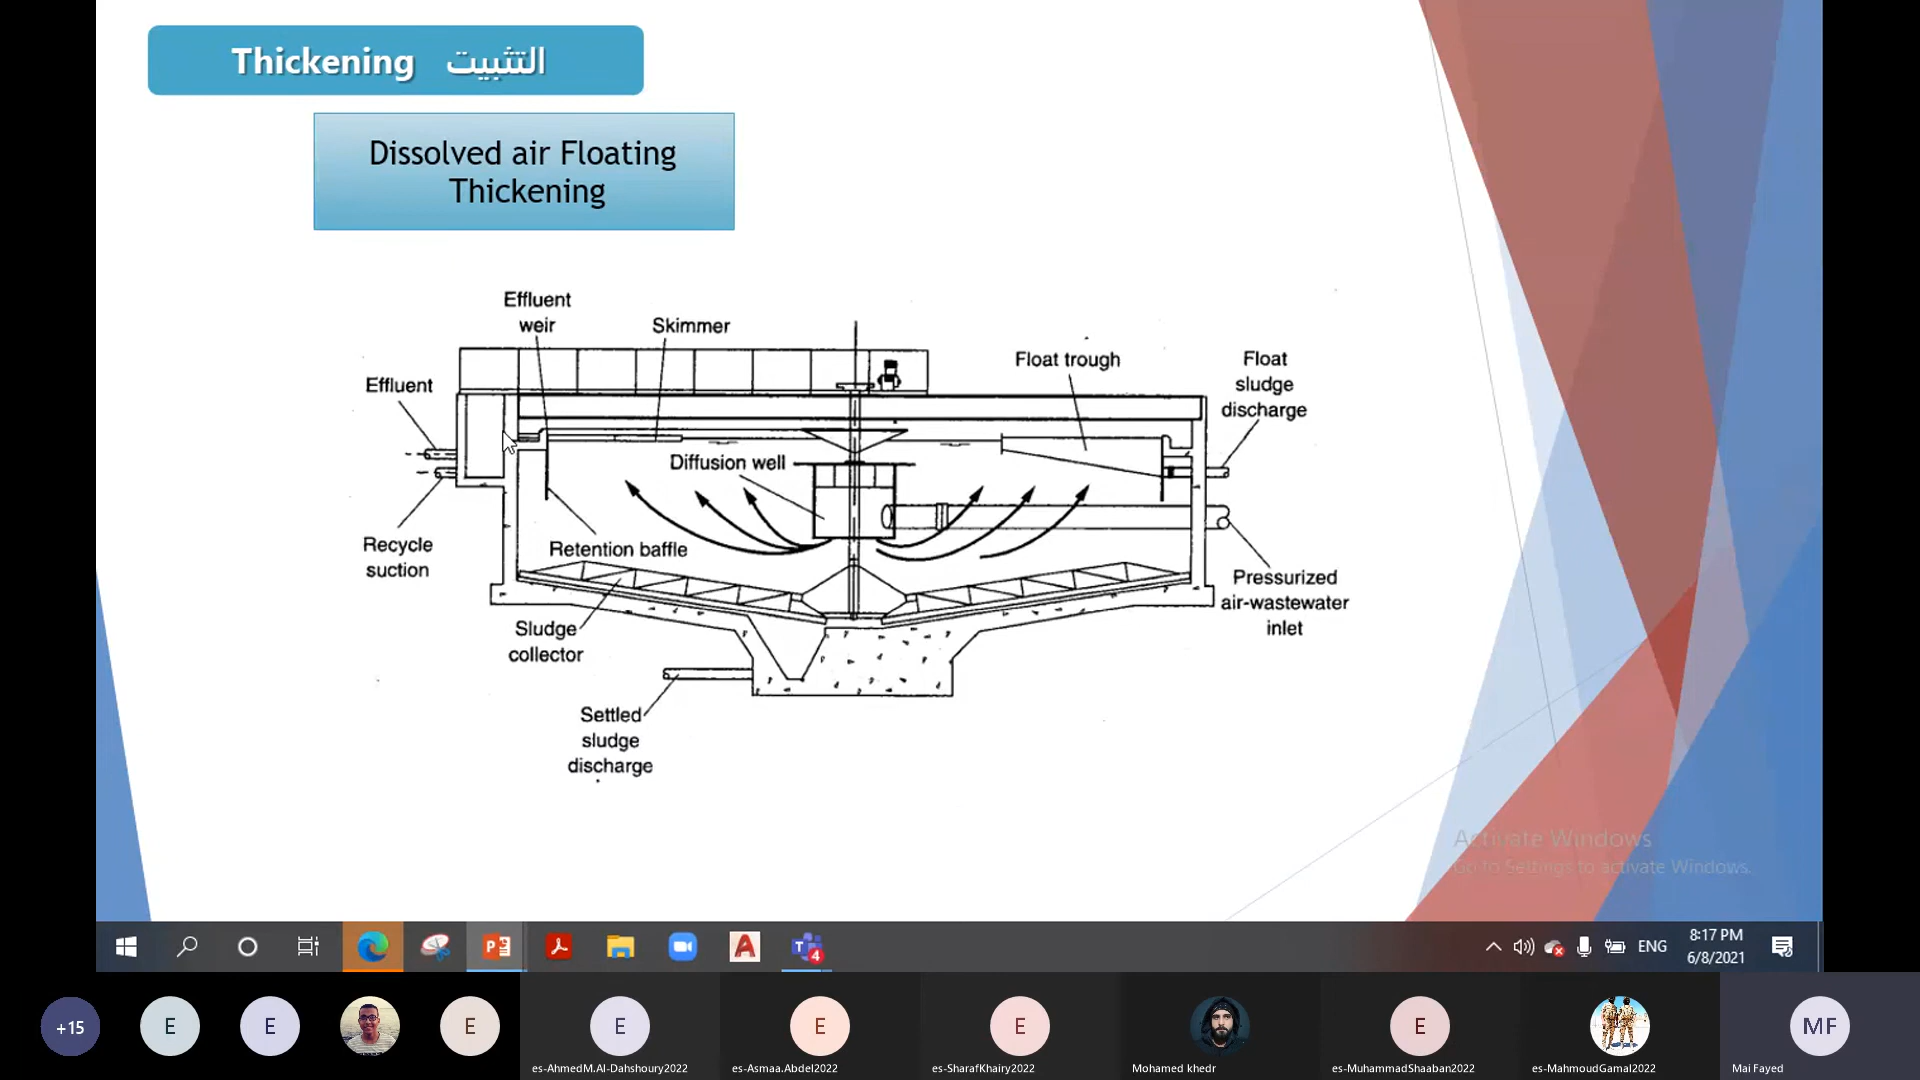 Thickening التثبيت
Dissolved air Floating
Thickening
Effluent
weir
Skimmer
Float trough
Float
sludge
discharge
Effluent
Diffusion well
Recycle
suction
Retention baffle
Pressurized
air-wastewater
inlet
Sludge
collector
Settled
sludge
discharge
Activate Windows
Go to Settings to activate Windows.
4
ENG
8:17 PM
6/8/2021
+15
E
E
E
E
es-AhmedM.Al-Dahshoury2022
E
es-Asmaa.Abdel2022
E
es-SharafKhairy2022
Mohamed khedr
E
es-MuhammadShaaban2022
es-MahmoudGamal2022
MF
Mai Fayed